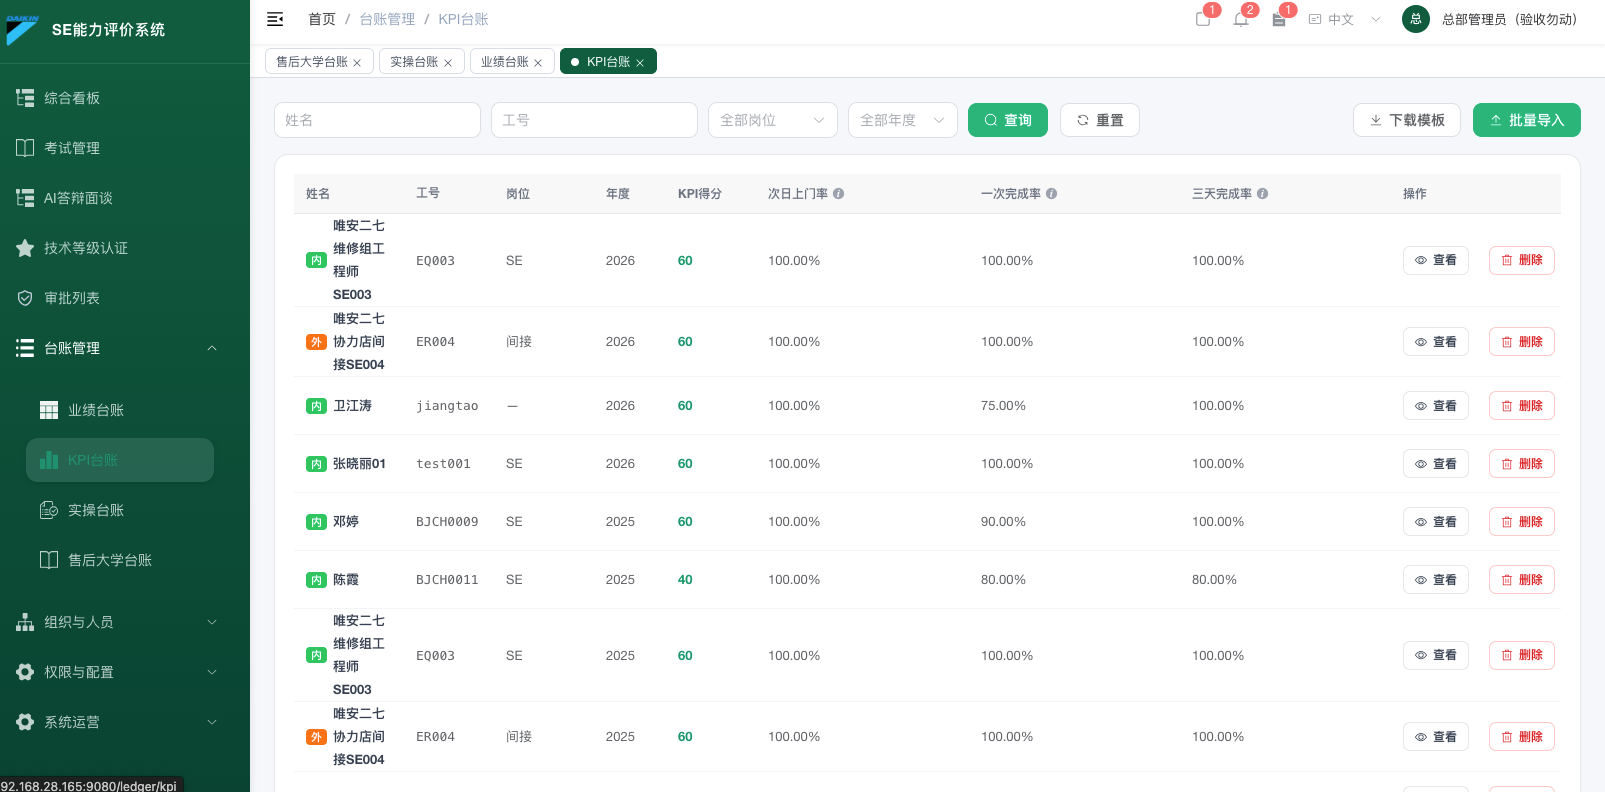 DAIKIN
SE能力评价系统
首页 / 台账管理 / KPI台账
1
2
1
中文
总
总部管理员（验收勿动）
售后大学台账
实操台账
业绩台账
KPI台账
综合看板
考试管理
AI答辩面谈
技术等级认证
审批列表
台账管理
业绩台账
KPI台账
实操台账
售后大学台账
组织与人员
权限与配置
系统运营
92.168.28.165:9080/ledger/kpi
姓名
工号
全部岗位
全部年度
查询
重置
下载模板
批量导入
姓名 工号 岗位 年度 KPI得分 次日上门率 一次完成率 三天完成率 操作
唯安二七
维修组工
程师
SE003
内 EQ003 SE 2026 60 100.00% 100.00% 100.00% 查看 删除
唯安二七
协力店间
接SE004
外 ER004 间接 2026 60 100.00% 100.00% 100.00% 查看 删除
内 卫江涛 jiangtao — 2026 60 100.00% 75.00% 100.00% 查看 删除
内 张晓丽01 test001 SE 2026 60 100.00% 100.00% 100.00% 查看 删除
内 邓婷 BJCH0009 SE 2025 60 100.00% 90.00% 100.00% 查看 删除
内 陈霞 BJCH0011 SE 2025 40 100.00% 80.00% 80.00% 查看 删除
唯安二七
维修组工
程师
SE003
内 EQ003 SE 2025 60 100.00% 100.00% 100.00% 查看 删除
唯安二七
协力店间
接SE004
外 ER004 间接 2025 60 100.00% 100.00% 100.00% 查看 删除